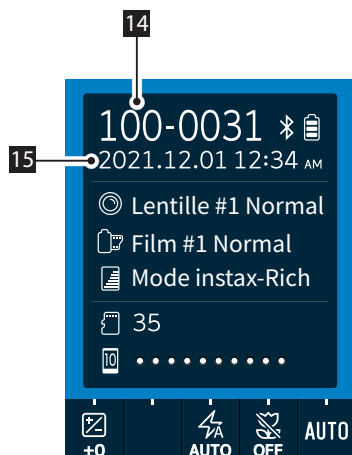 14
100-0031
15
2021.12.01 12:34 AM
Lentille #1 Normal
Film #1 Normal
Mode instax-Rich
35
10
±0 A AUTO OFF AUTO